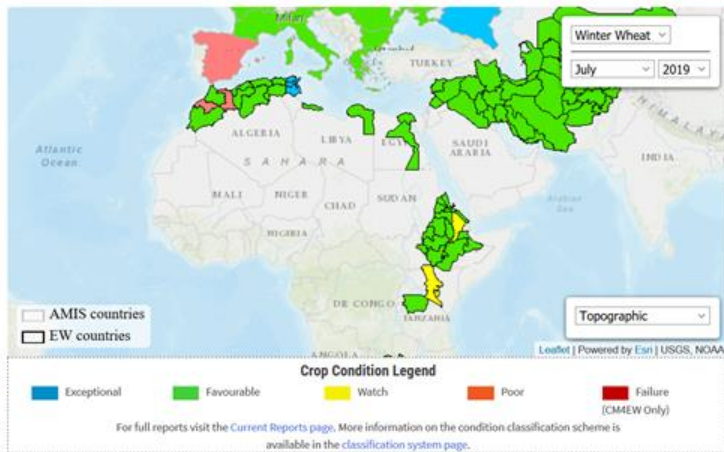 Milan
Winter Wheat
July
2019
TURKEY
HIMALAYA
Atlantic
Ocean
ALGERIA
LIBYA
EGYPT
SAUDI
ARABIA
INDIA
SAHARA
MALI
NIGER
CHAD
SUDAN
Arabian
Sea
NIGERIA
DR CONGO
TANZANIA
ANGOLA
AMIS countries
EW countries
Topographic
Leaflet | Powered by Esri | USGS, NOAA
Crop Condition Legend
Exceptional
Favourable
Watch
Poor
Failure
(CM4EW Only)
For full reports visit the Current Reports page. More information on the condition classification scheme is
available in the classification system page.